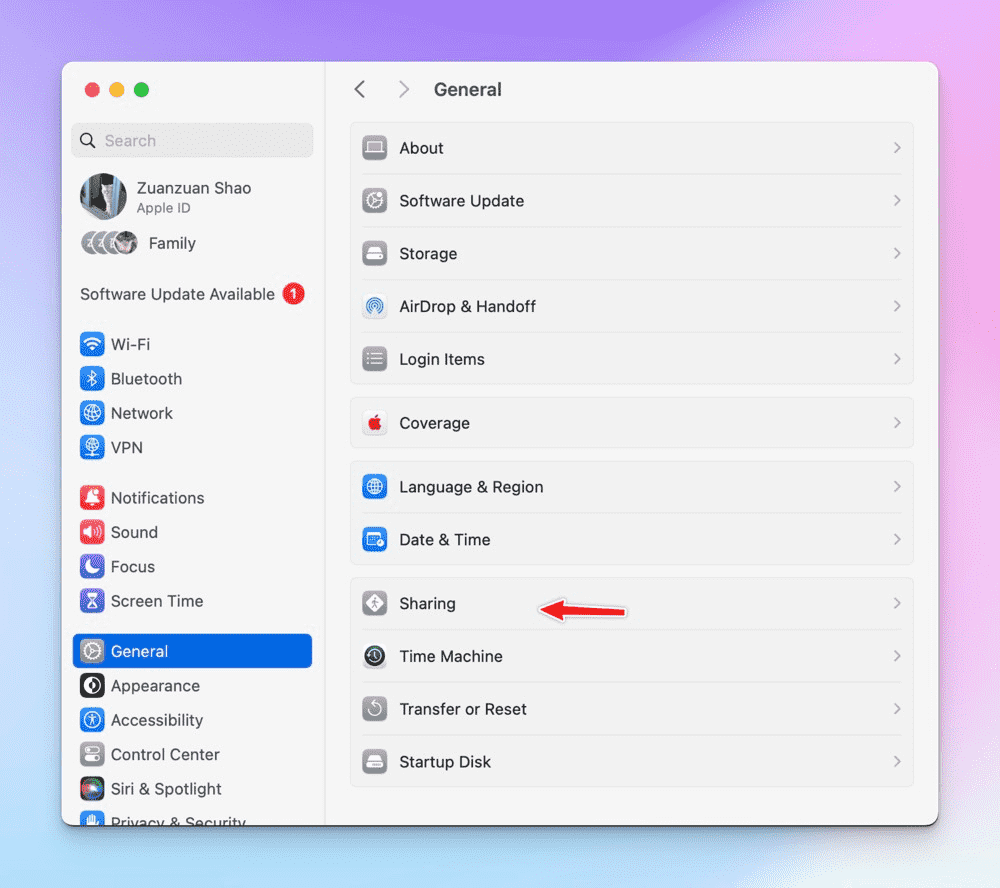 General
Search
Zuanzuan Shao
Apple ID
Family
Software Update Available 1
Wi-Fi
Bluetooth
Network
VPN
Notifications
Sound
Focus
Screen Time
General
Appearance
Accessibility
Control Center
Siri & Spotlight
Privacy & Security
About
Software Update
Storage
AirDrop & Handoff
Login Items
Coverage
Language & Region
Date & Time
Sharing
Time Machine
Transfer or Reset
Startup Disk